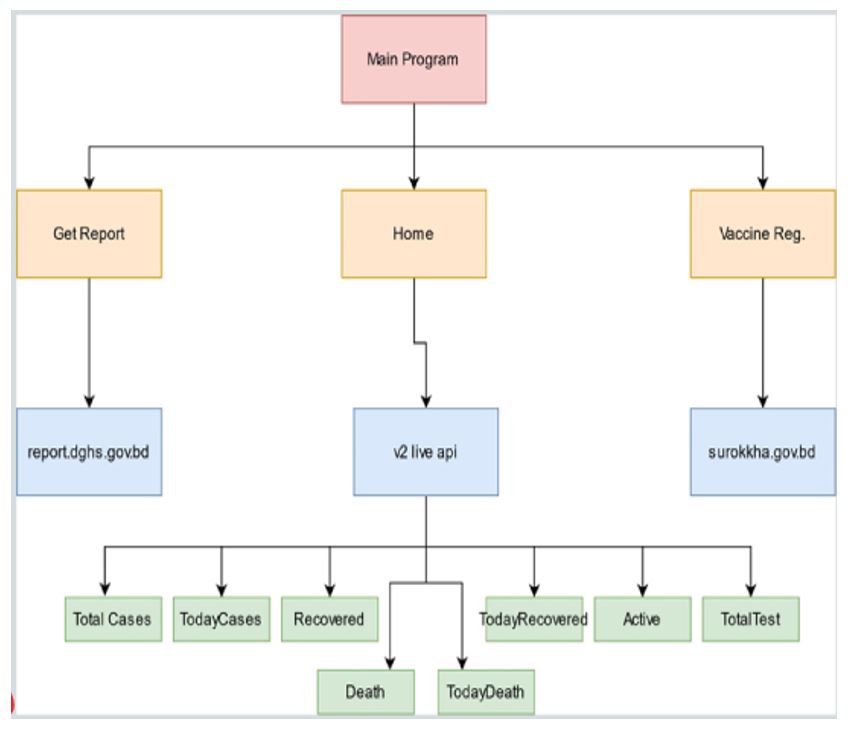 Main Program
Get Report
Home
Vaccine Reg.
report.dghs.gov.bd
v2 live api
surokkha.gov.bd
Total Cases
TodayCases
Recovered
TodayRecovered
Active
TotalTest
Death
TodayDeath